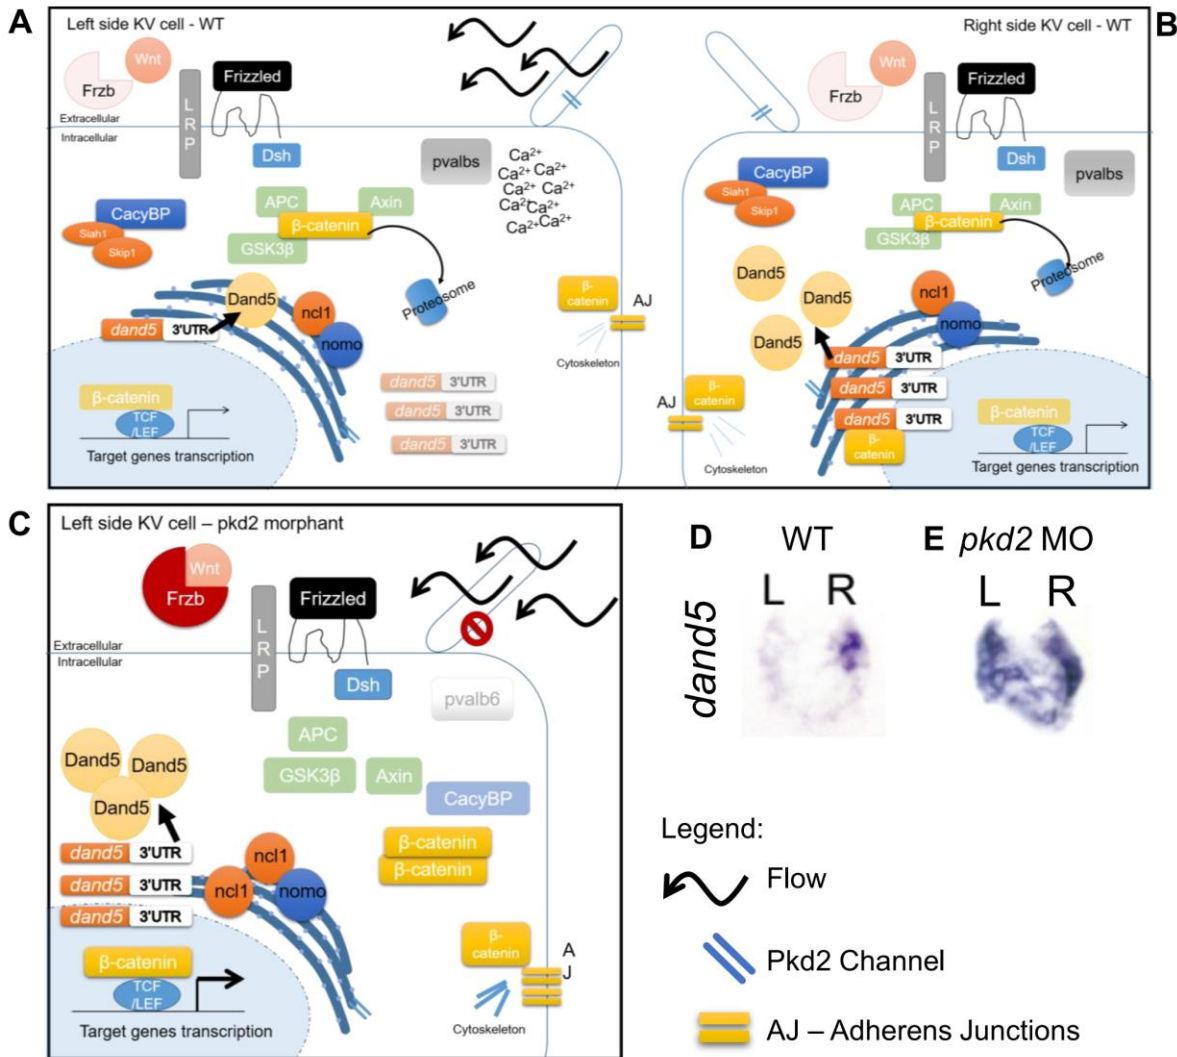 A
Left side KV cell - WT
Wnt
Frzb
L
R
P
Frizzled
Extracellular
Intracellular
Dsh
pvalbs
Ca2+
Ca2+ Ca2+
Ca2+ Ca2+
Ca2+ Ca2+
Ca2+ Ca2+
CacyBP
Siah1
Skip1
APC
Axin
β-catenin
GSK3β
Proteosome
Dand5
ncl1
nomo
dand5 3'UTR
β-
catenin
AJ
Cytoskeleton
dand5 3'UTR
dand5 3'UTR
dand5 3'UTR
β-catenin
TCF
/LEF
Target genes transcription
B
Right side KV cell - WT
Wnt
Frzb
L
R
P
Frizzled
Dsh
pvalbs
CacyBP
Siah1
Skip1
APC
Axin
β-catenin
GSK3β
Proteosome
Dand5
Dand5
Dand5
ncl1
nomo
dand5 3'UTR
dand5 3'UTR
dand5 3'UTR
β-
catenin
β-
catenin
AJ
Cytoskeleton
β-catenin
TCF
/LEF
Target genes transcription
C
Left side KV cell – pkd2 morphant
Wnt
Frzb
L
R
P
Frizzled
Extracellular
Intracellular
Dsh
pvalb6
APC
GSK3β
Axin
CacyBP
Dand5
Dand5
Dand5
β-catenin
β-catenin
dand5 3'UTR
dand5 3'UTR
dand5 3'UTR
ncl1
ncl1
nomo
β-catenin
TCF
/LEF
Target genes transcription
β-
catenin
A
J
Cytoskeleton
D WT
L R
dand5
E pkd2 MO
L R
Legend:
Flow
Pkd2 Channel
AJ – Adherens Junctions